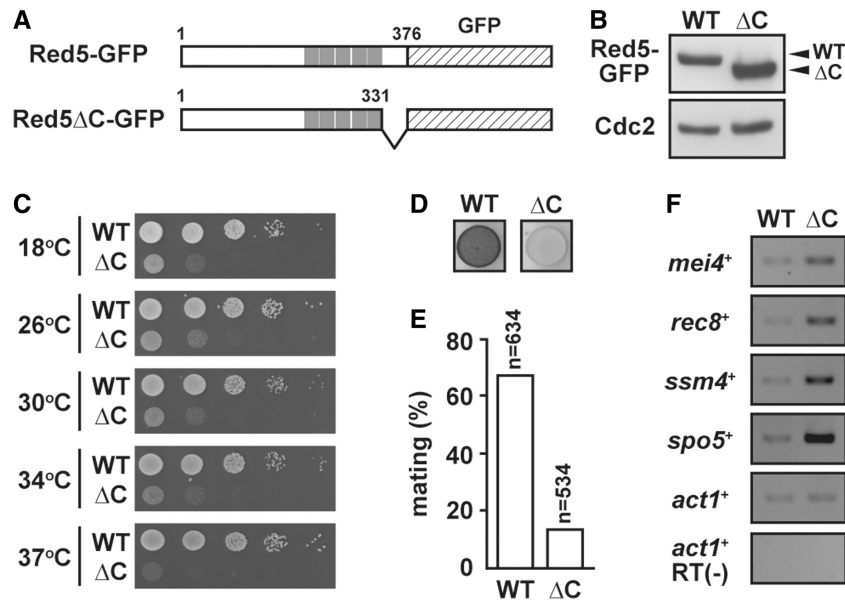 A
1 376 GFP
Red5-GFP
1 331
Red5ΔC-GFP
B
WT ΔC
Red5-
GFP
WT
ΔC
Cdc2
C
18°C WT
ΔC
26°C WT
ΔC
30°C WT
ΔC
34°C WT
ΔC
37°C WT
ΔC
D
WT ΔC
E
mating (%)
80
60
40
20
0
n=634
n=534
WT ΔC
F
WT ΔC
mei4+
rec8+
ssm4+
spo5+
act1+
act1+
RT(-)